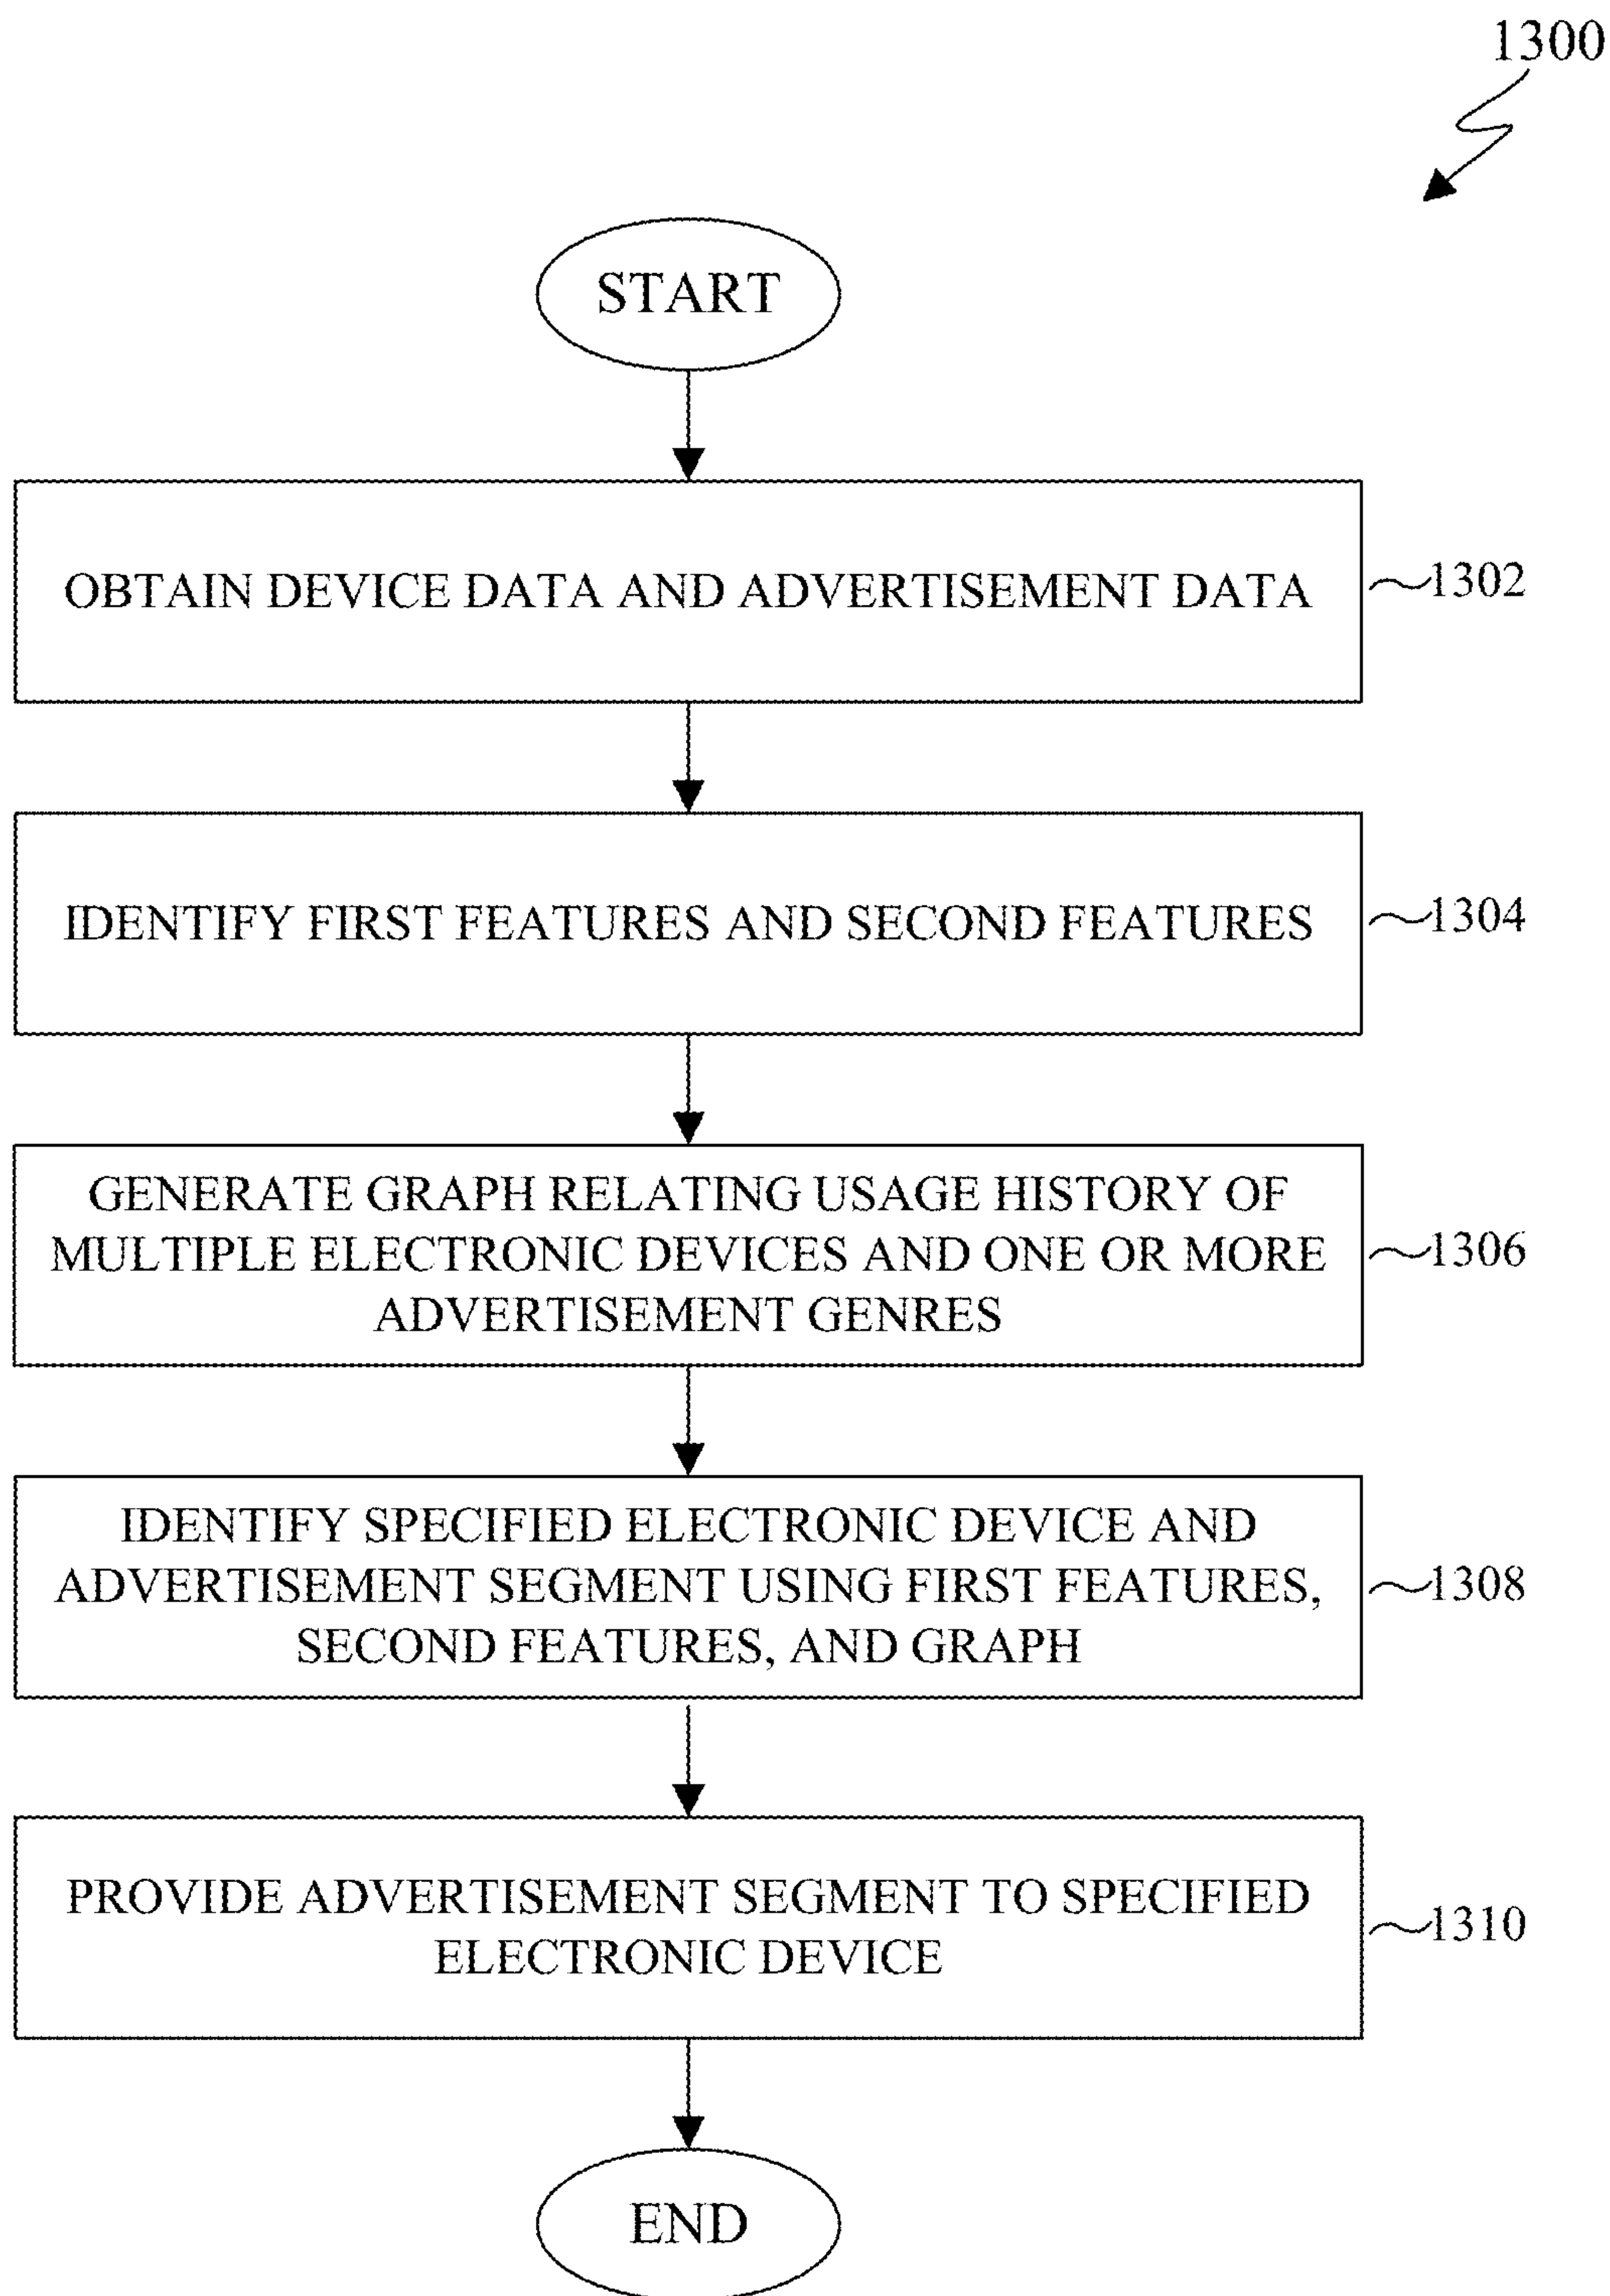 1300
START
OBTAIN DEVICE DATA AND ADVERTISEMENT DATA
1302
IDENTIFY FIRST FEATURES AND SECOND FEATURES
1304
GENERATE GRAPH RELATING USAGE HISTORY OF
MULTIPLE ELECTRONIC DEVICES AND ONE OR MORE
ADVERTISEMENT GENRES
1306
IDENTIFY SPECIFIED ELECTRONIC DEVICE AND
ADVERTISEMENT SEGMENT USING FIRST FEATURES,
SECOND FEATURES, AND GRAPH
1308
PROVIDE ADVERTISEMENT SEGMENT TO SPECIFIED
ELECTRONIC DEVICE
1310
END